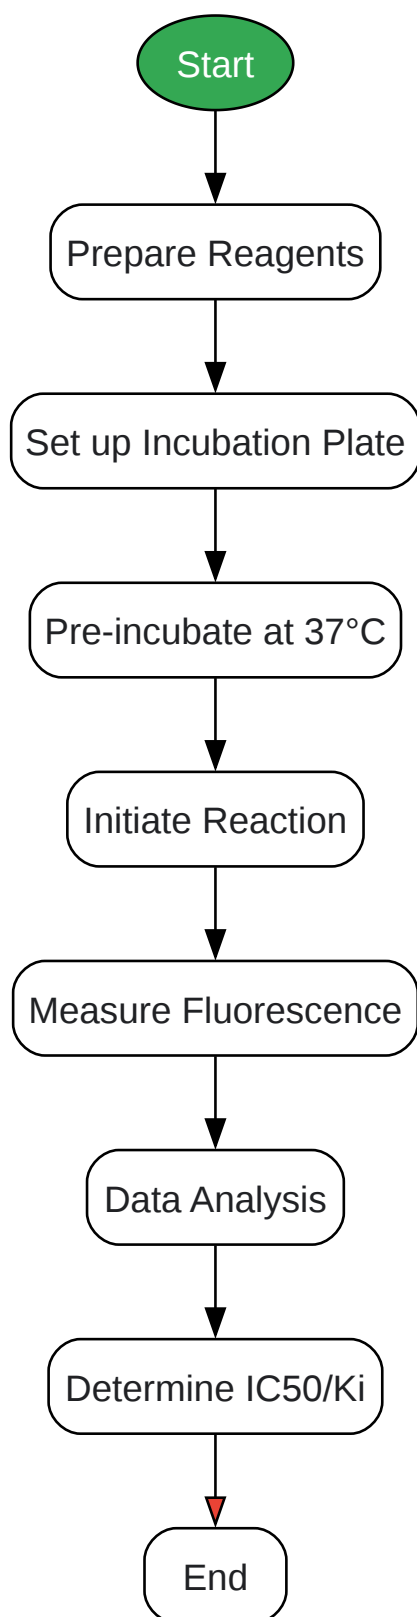 Start
Prepare Reagents
Set up Incubation Plate
Pre-incubate at 37°C
Initiate Reaction
Measure Fluorescence
Data Analysis
Determine IC50/Ki
End